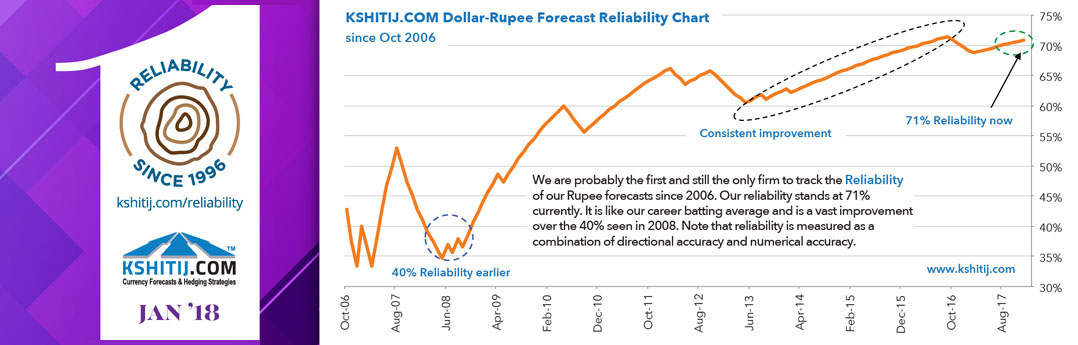 1
RELIABILITY
SINCE 1996
kshitij.com/reliability
KSHITIJ.COM™
Currency Forecasts & Hedging Strategies
JAN ’18
KSHITIJ.COM Dollar-Rupee Forecast Reliability Chart
since Oct 2006
75%
70%
65%
60%
55%
50%
45%
40%
35%
30%
71% Reliability now
Consistent improvement
We are probably the first and still the only firm to track the Reliability
of our Rupee forecasts since 2006. Our reliability stands at 71%
currently. It is like our career batting average and is a vast improvement
over the 40% seen in 2008. Note that reliability is measured as a
combination of directional accuracy and numerical accuracy.
40% Reliability earlier
www.kshitij.com
Oct-06
Aug-07
Jun-08
Apr-09
Feb-10
Dec-10
Oct-11
Aug-12
Jun-13
Apr-14
Feb-15
Dec-15
Oct-16
Aug-17